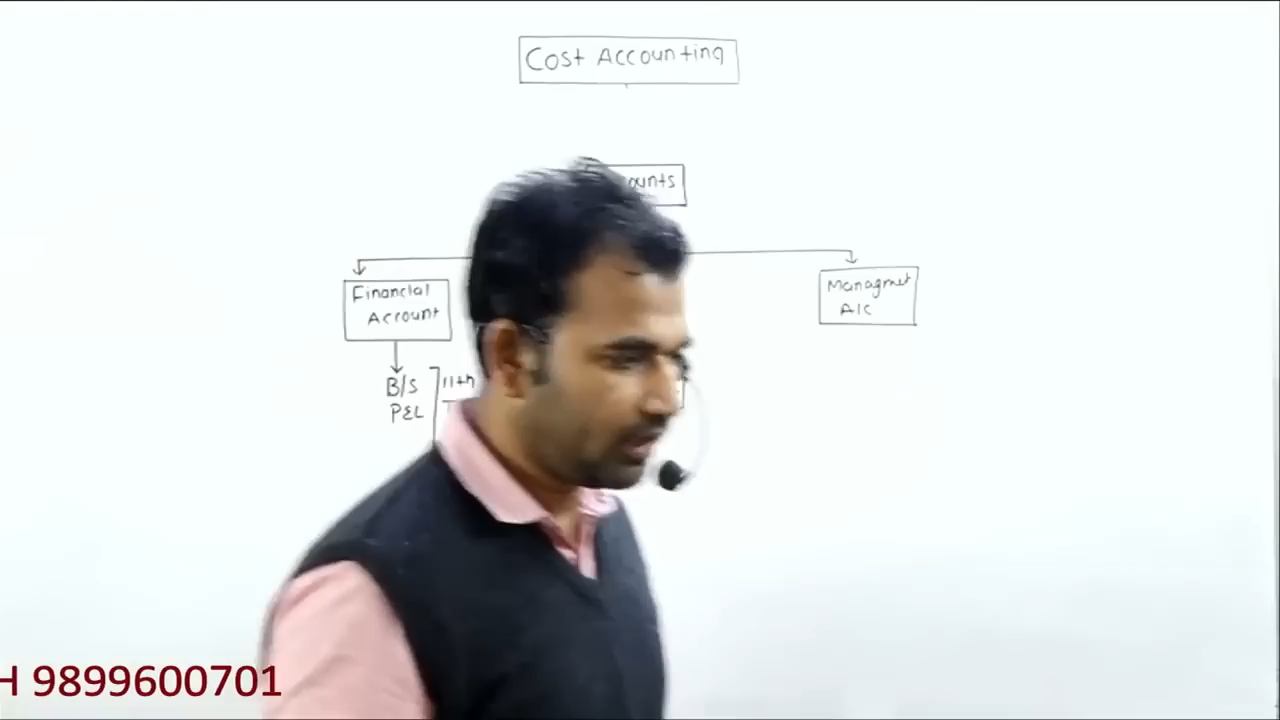 Cost Accounting
ounts
Financial
Account
Managmet
A/C
B/S
P&L
11th
H 9899600701